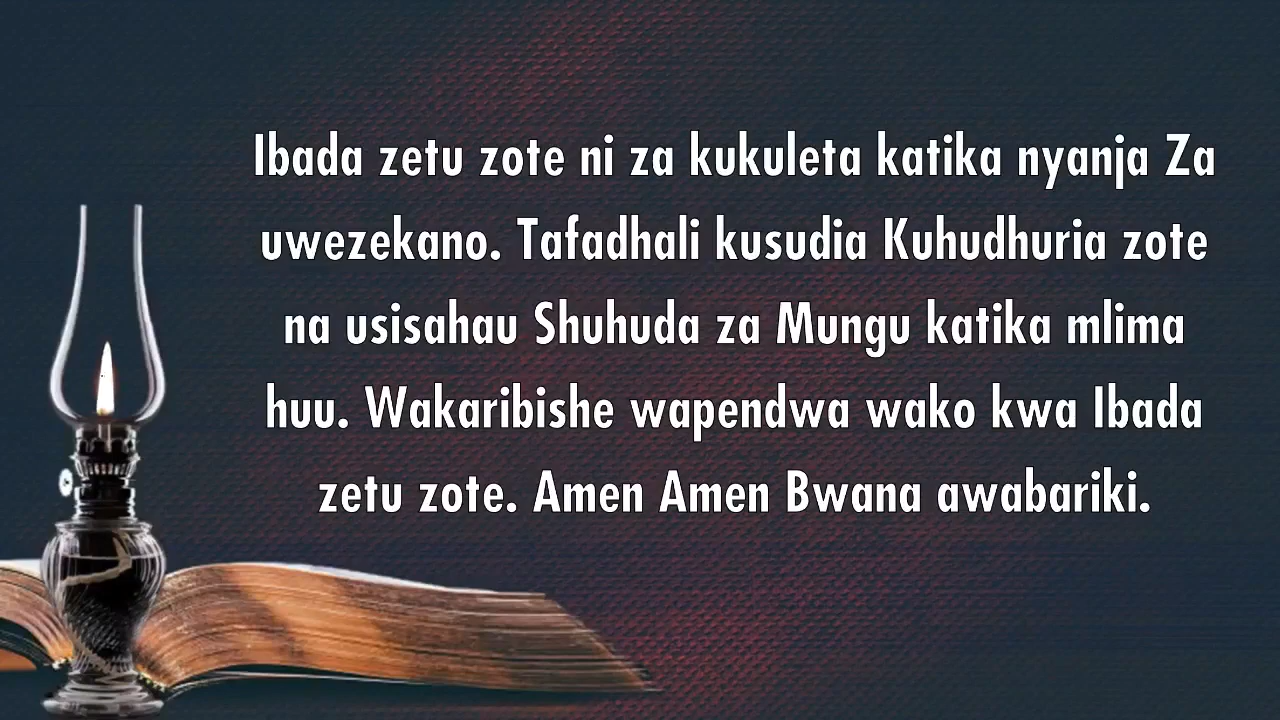 Ibada zetu zote ni za kukuleta katika nyanja Za
uwezekano. Tafadhali kusudia Kuhudhuria zote
na usisahau Shuhuda za Mungu katika mlima
huu. Wakaribishe wapendwa wako kwa Ibada
zetu zote. Amen Amen Bwana awabariki.